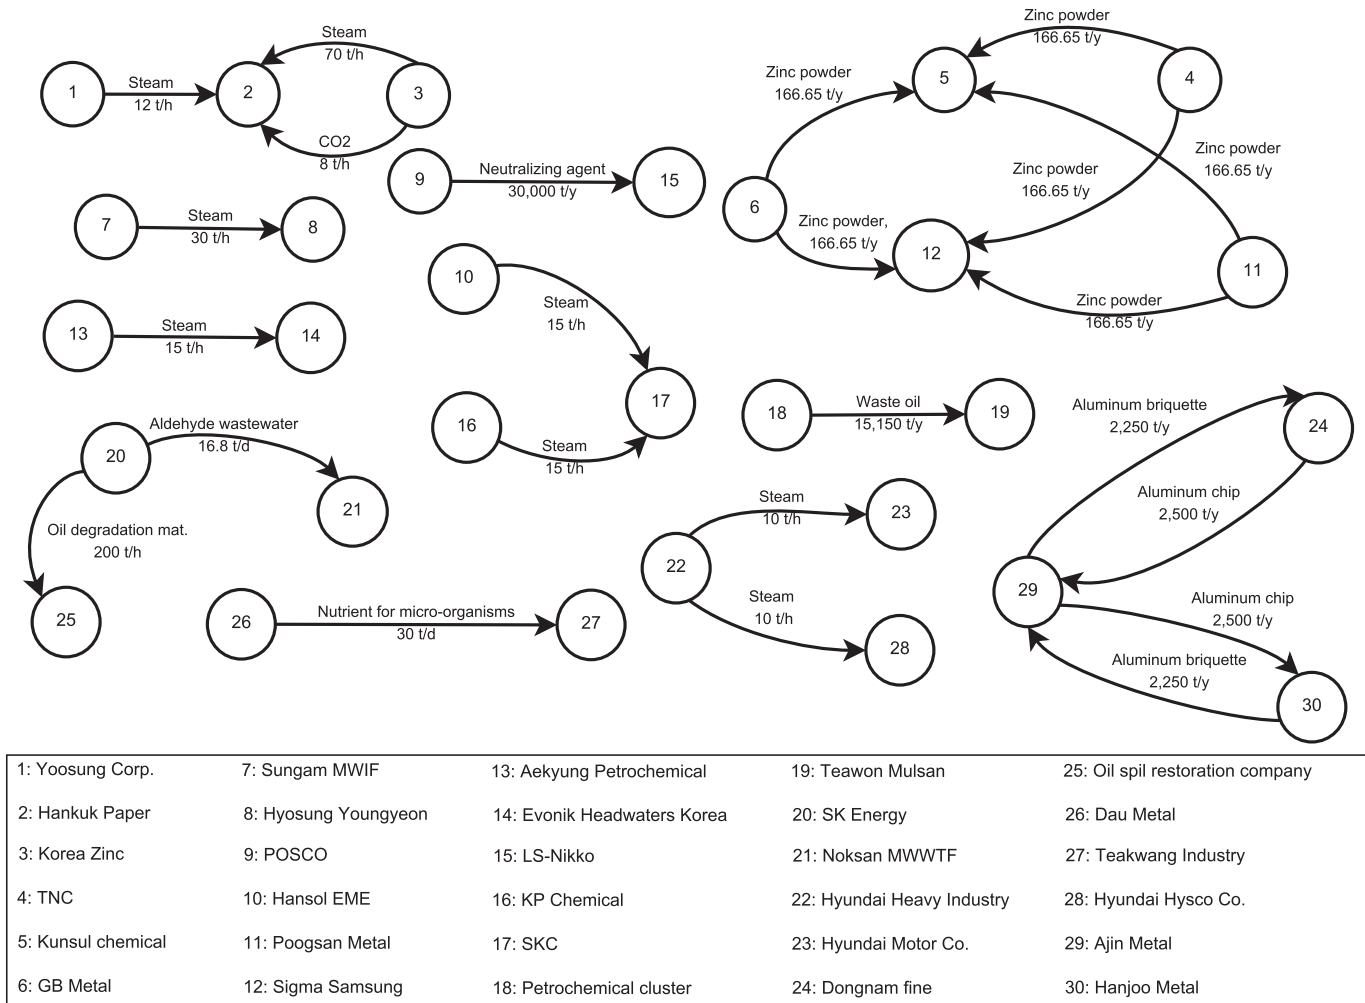 Steam
70 t/h
1
Steam
12 t/h
2
3
CO2
8 t/h
Zinc powder
166.65 t/y
5
4
Zinc powder
166.65 t/y
Zinc powder
166.65 t/y
Zinc powder
166.65 t/y
6
Zinc powder,
166.65 t/y
12
11
Zinc powder
166.65 t/y
9
Neutralizing agent
30,000 t/y
15
7
Steam
30 t/h
8
10
Steam
15 t/h
13
Steam
15 t/h
14
17
16
Steam
15 t/h
18
Waste oil
15,150 t/y
19
Aluminum briquette
2,250 t/y
24
Aluminum chip
2,500 t/y
29
Aluminum chip
2,500 t/y
Aluminum briquette
2,250 t/y
30
20
Aldehyde wastewater
16.8 t/d
21
Oil degradation mat.
200 t/h
25
26
Nutrient for micro-organisms
30 t/d
27
22
Steam
10 t/h
23
Steam
10 t/h
28
1: Yoosung Corp.
2: Hankuk Paper
3: Korea Zinc
4: TNC
5: Kunsul chemical
6: GB Metal
7: Sungam MWIF
8: Hyosung Youngyeon
9: POSCO
10: Hansol EME
11: Poogsan Metal
12: Sigma Samsung
13: Aekyung Petrochemical
14: Evonik Headwaters Korea
15: LS-Nikko
16: KP Chemical
17: SKC
18: Petrochemical cluster
19: Teawon Mulsan
20: SK Energy
21: Noksan MWWTF
22: Hyundai Heavy Industry
23: Hyundai Motor Co.
24: Dongnam fine
25: Oil spil restoration company
26: Dau Metal
27: Teakwang Industry
28: Hyundai Hysco Co.
29: Ajin Metal
30: Hanjoo Metal